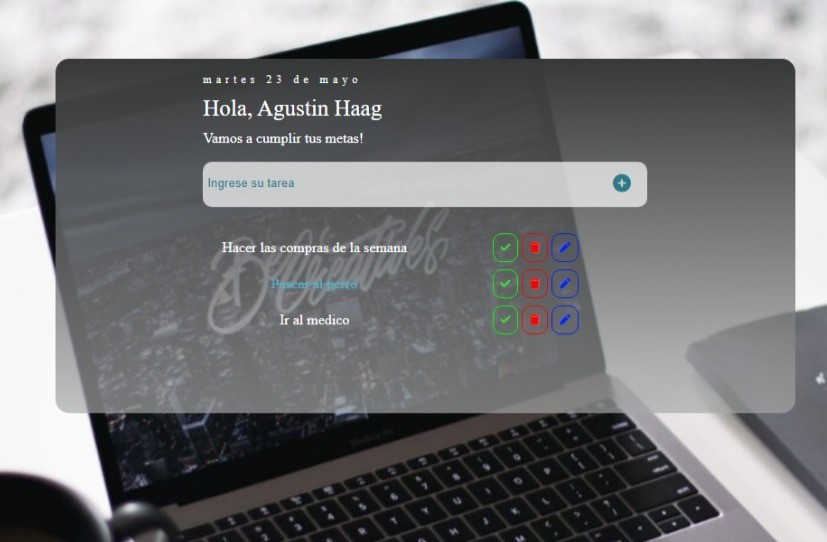 martes 23 de mayo
Hola, Agustin Haag
Vamos a cumplir tus metas!
Ingrese su tarea
Hacer las compras de la semana
Pasear al perro
Ir al medico